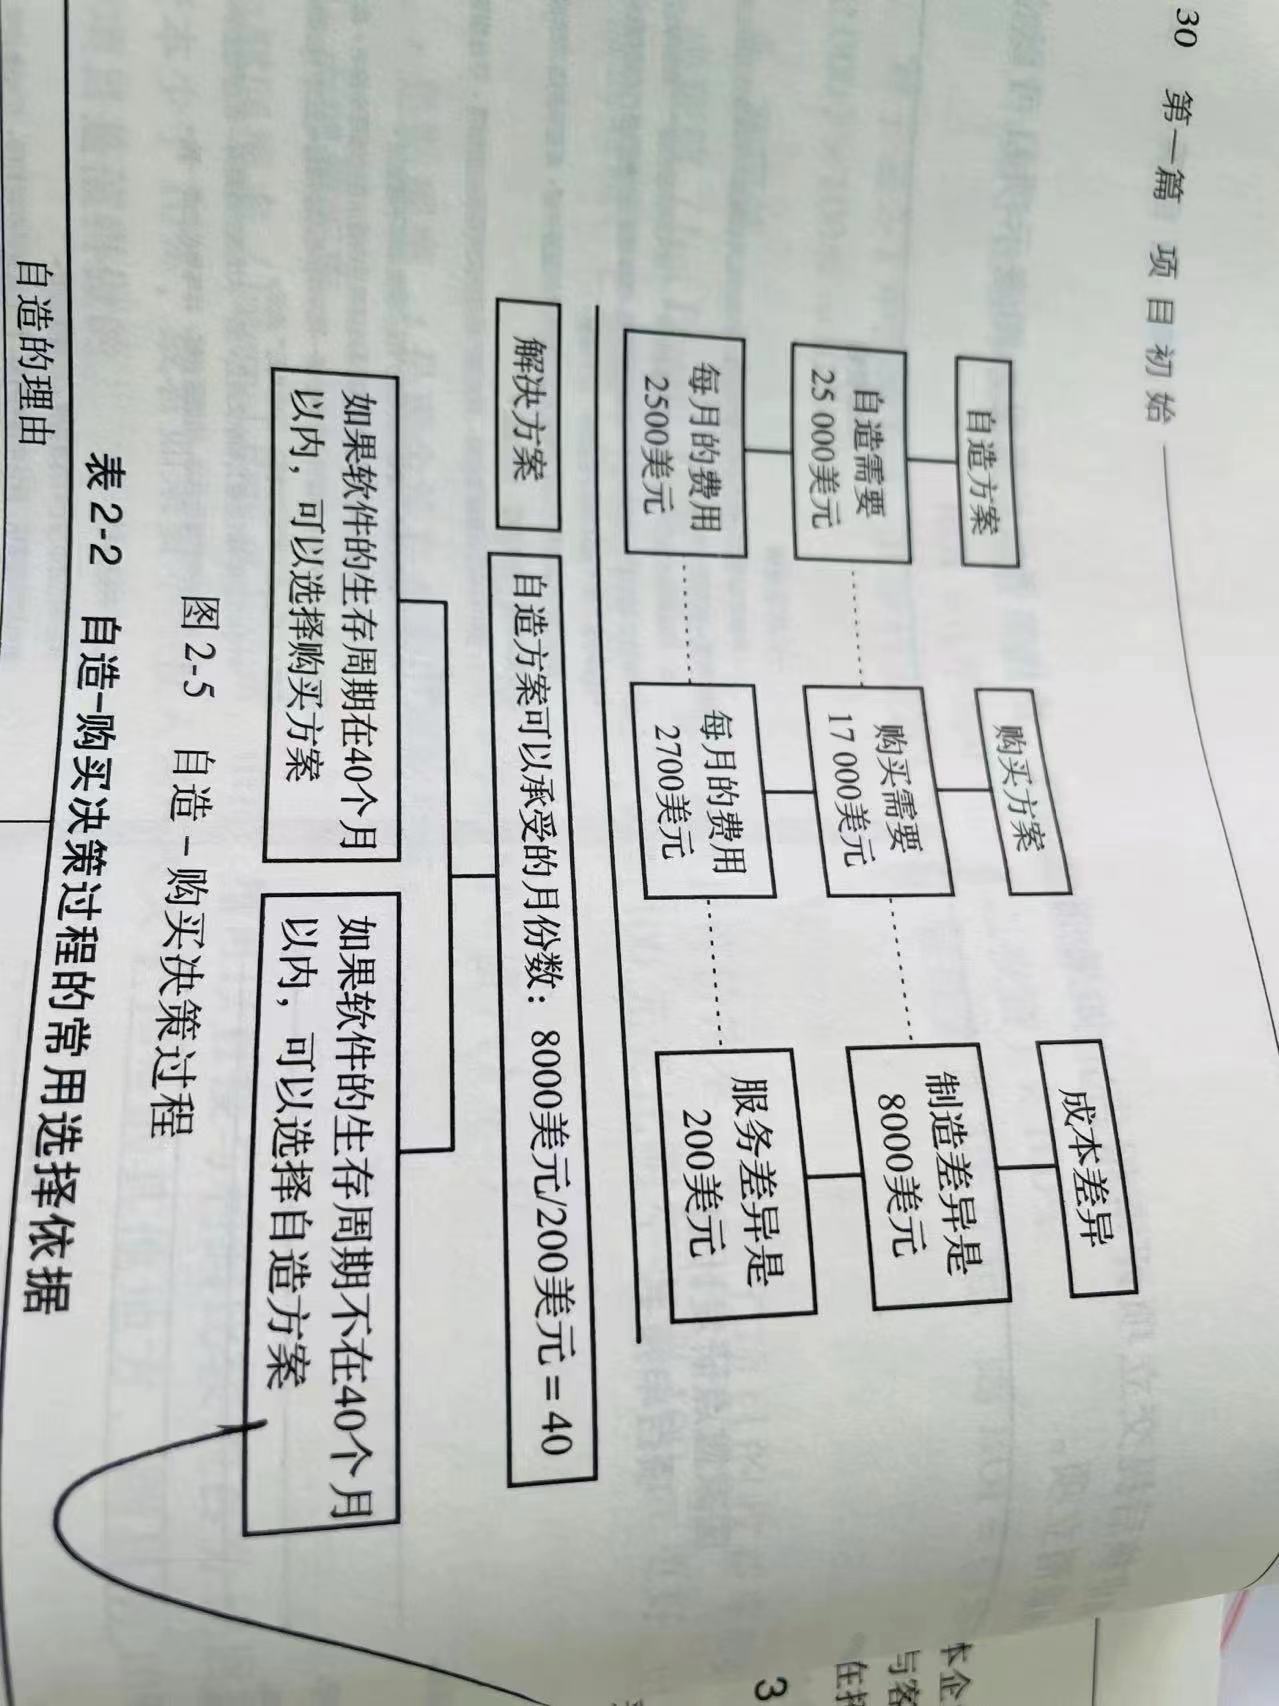 30 第一篇 项目初始
自造方案
购买方案
成本差异
自造需要
25 000美元
购买需要
17 000美元
制造差异是
8000美元
每月的费用
2500美元
每月的费用
2700美元
服务差异是
200美元
解决方案
自造方案可以承受的月份数：8000美元/200美元 = 40
如果软件的生存周期在40个月
以内，可以选择购买方案
如果软件的生存周期不在40个月
以内，可以选择自造方案
图 2-5 自造 – 购买决策过程
表 2-2 自造–购买决策过程的常用选择依据
自造的理由
本企
与客
3